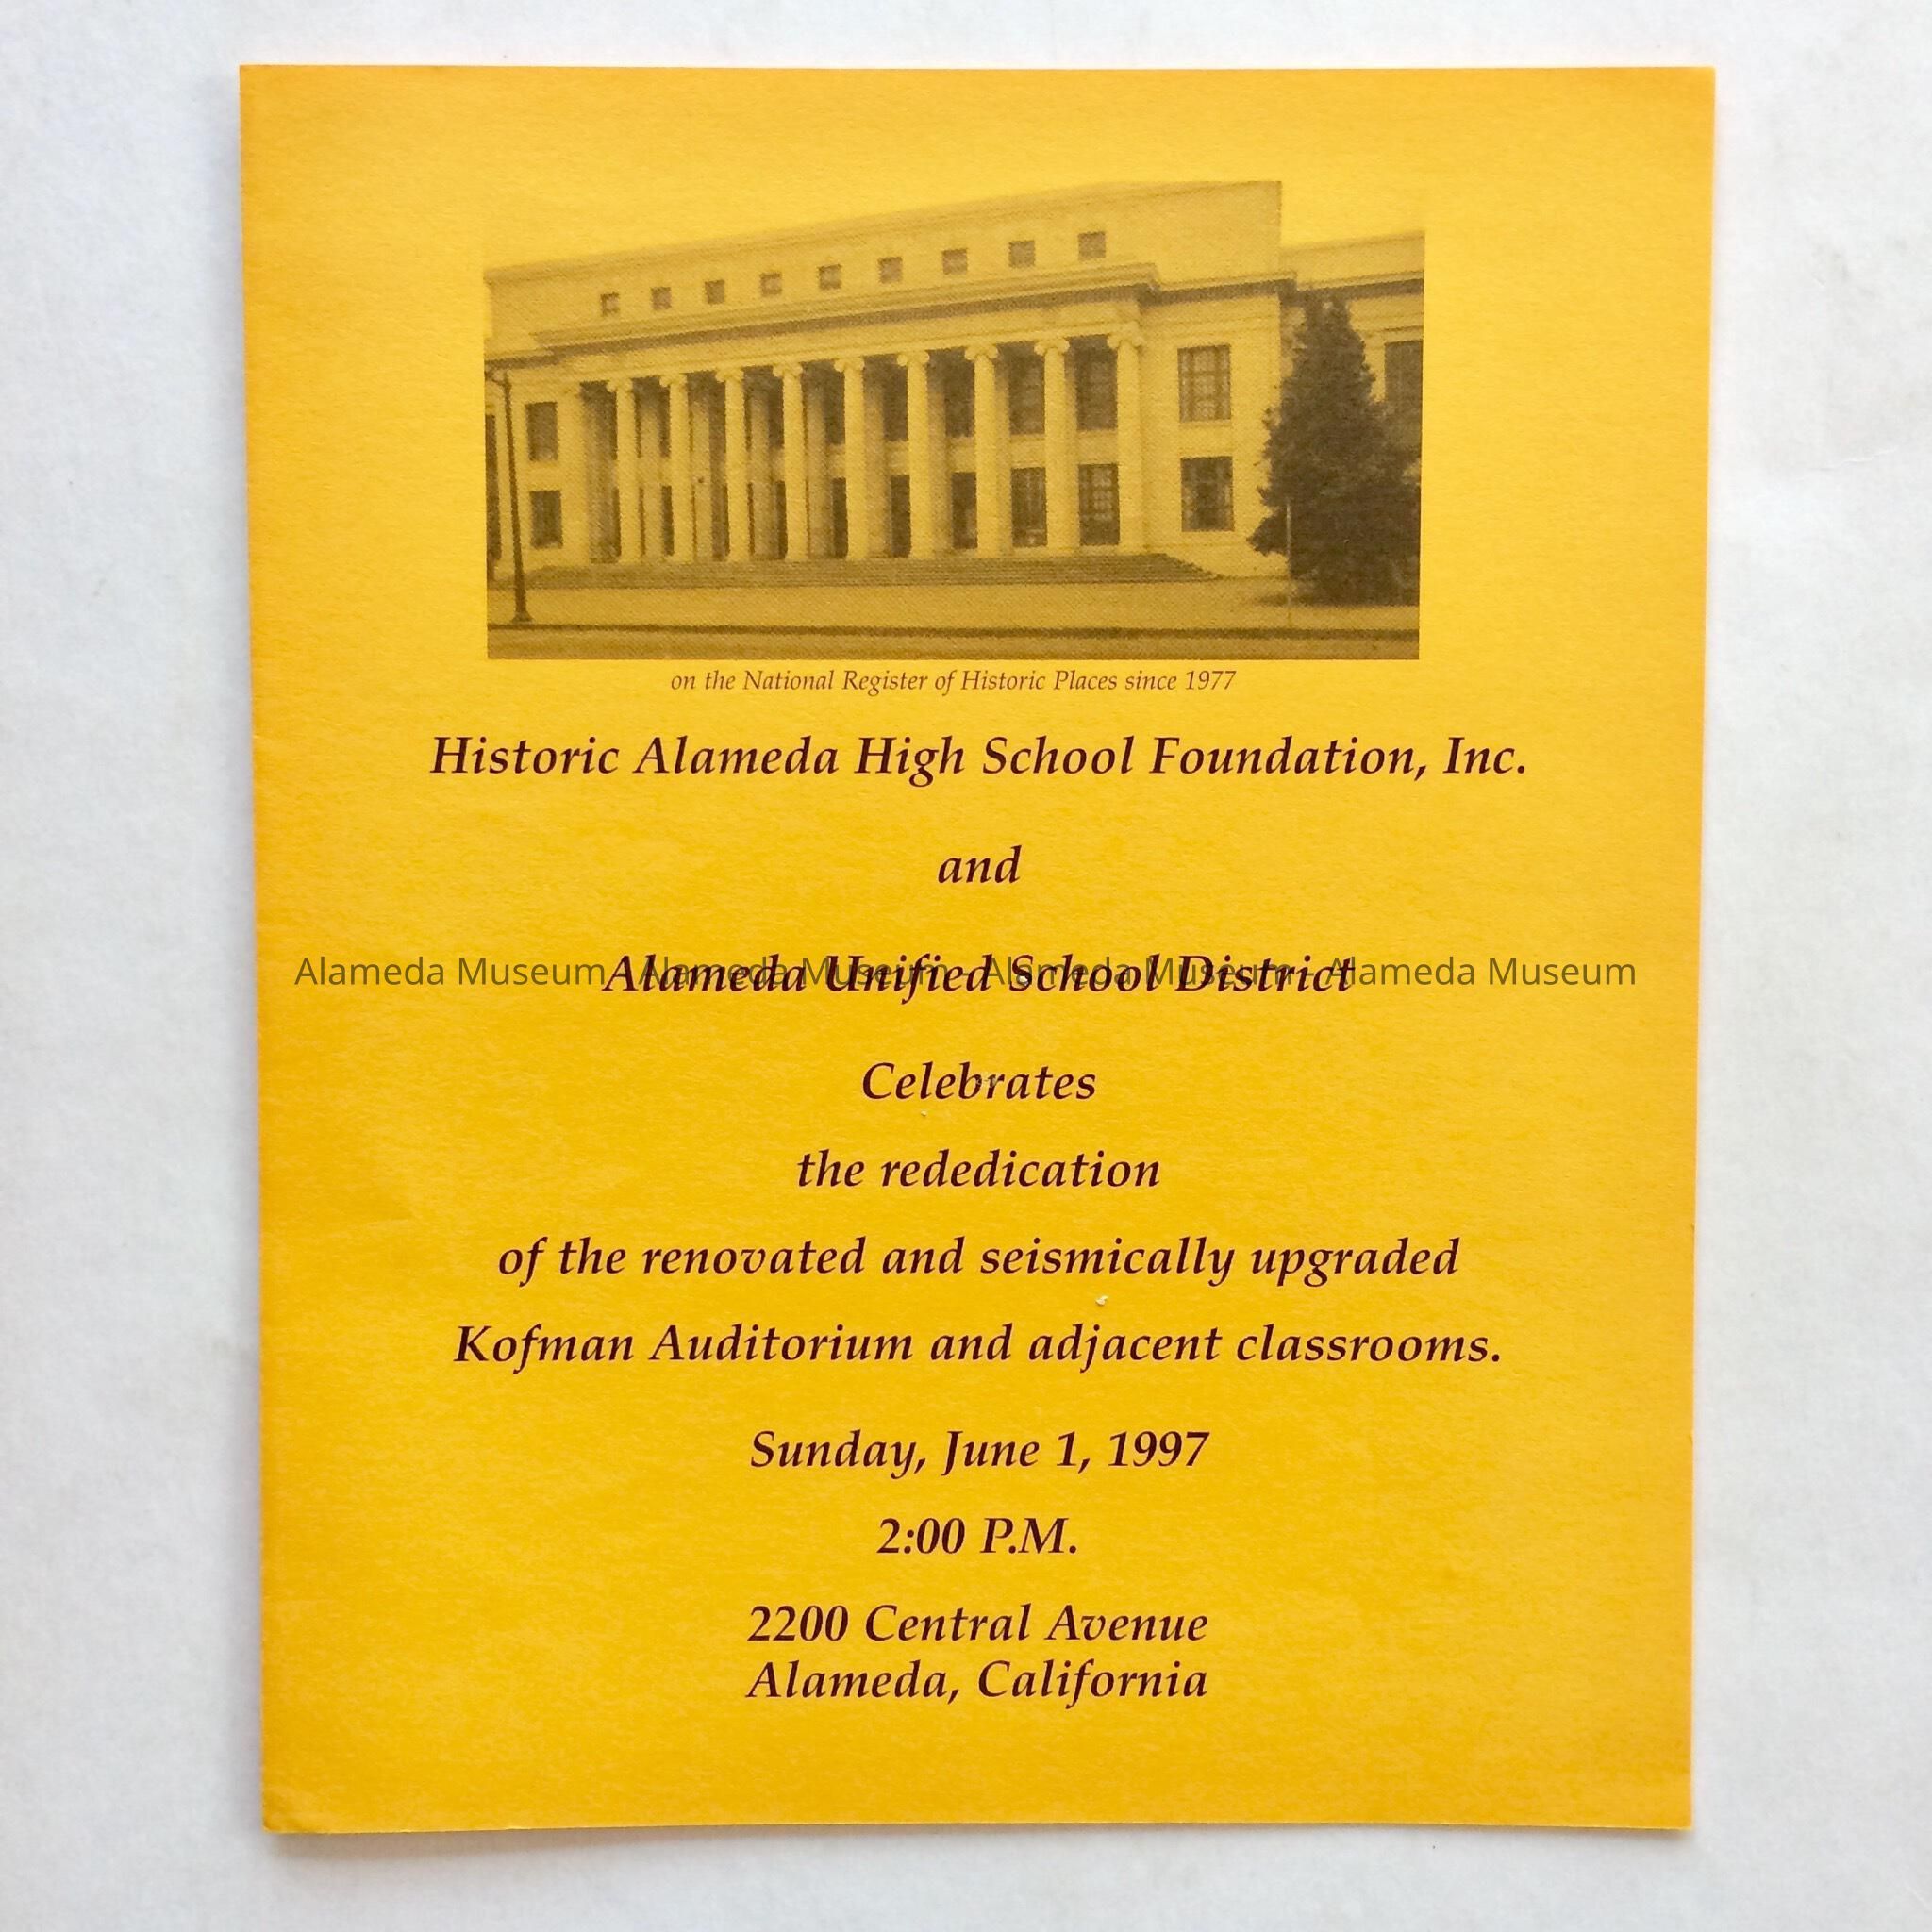 on the National Register of Historic Places since 1977
Historic Alameda High School Foundation, Inc.
and
Alameda Unified School District
Alameda Museum - Alameda Museum - Alameda Museum - Alameda Museum
Celebrates
the rededication
of the renovated and seismically upgraded
Kofman Auditorium and adjacent classrooms.
Sunday, June 1, 1997
2:00 P.M.
2200 Central Avenue
Alameda, California